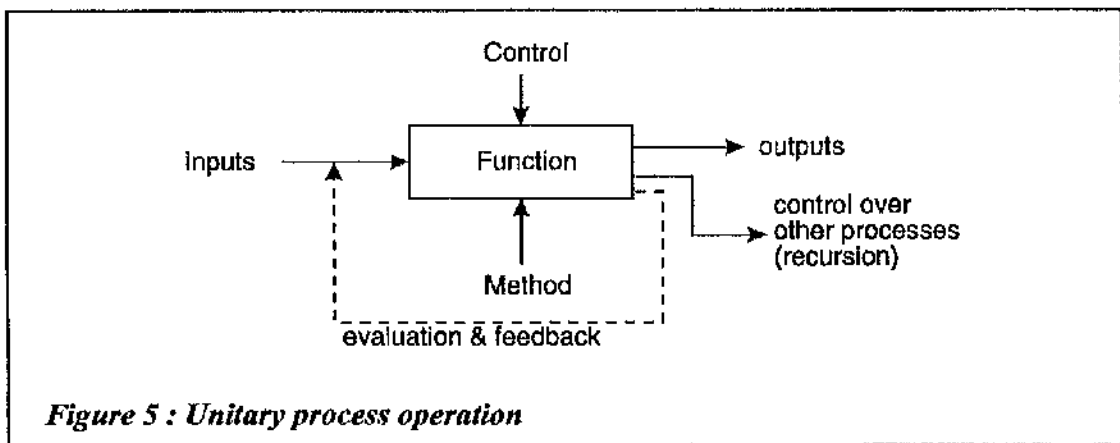 Control
Inputs
Function
outputs
control over
other processes
(recursion)
Method
evaluation & feedback
Figure 5 : Unitary process operation